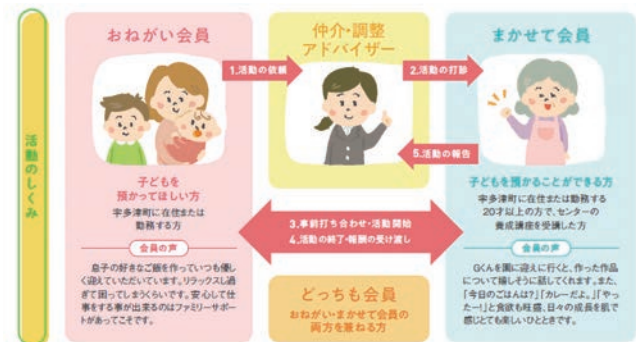 活動のしくみ
おねがい会員
子どもを
預かってほしい方
宇多津町に在住または
勤務する方
会員の声
息子の好きなご飯を作っていつも優し
く迎えていただいています。リラックスし過
ぎて困ってしまうくらいです。安心して仕
事をする事が出来るのはファミリーサポー
トがあってこそです。
1.活動の依頼
仲介・調整
アドバイザー
2.活動の打診
5.活動の報告
3.事前打ち合わせ・活動開始
4.活動の終了・報酬の受け渡し
どっちも会員
おねがい・まかせて会員の
両方を兼ねる方
まかせて会員
子どもを預かることができる方
宇多津町に在住または勤務する
20才以上の方で、センターの
養成講座を受講した方
会員の声
Gくんを園に迎えに行くと、作った作品
について嬉しそうに話してくれます。また、
「今日のごはんは?」「カレーだよ。」「やっ
たー!」と食欲も旺盛、日々の成長を肌で
感じとても楽しいひとときです。